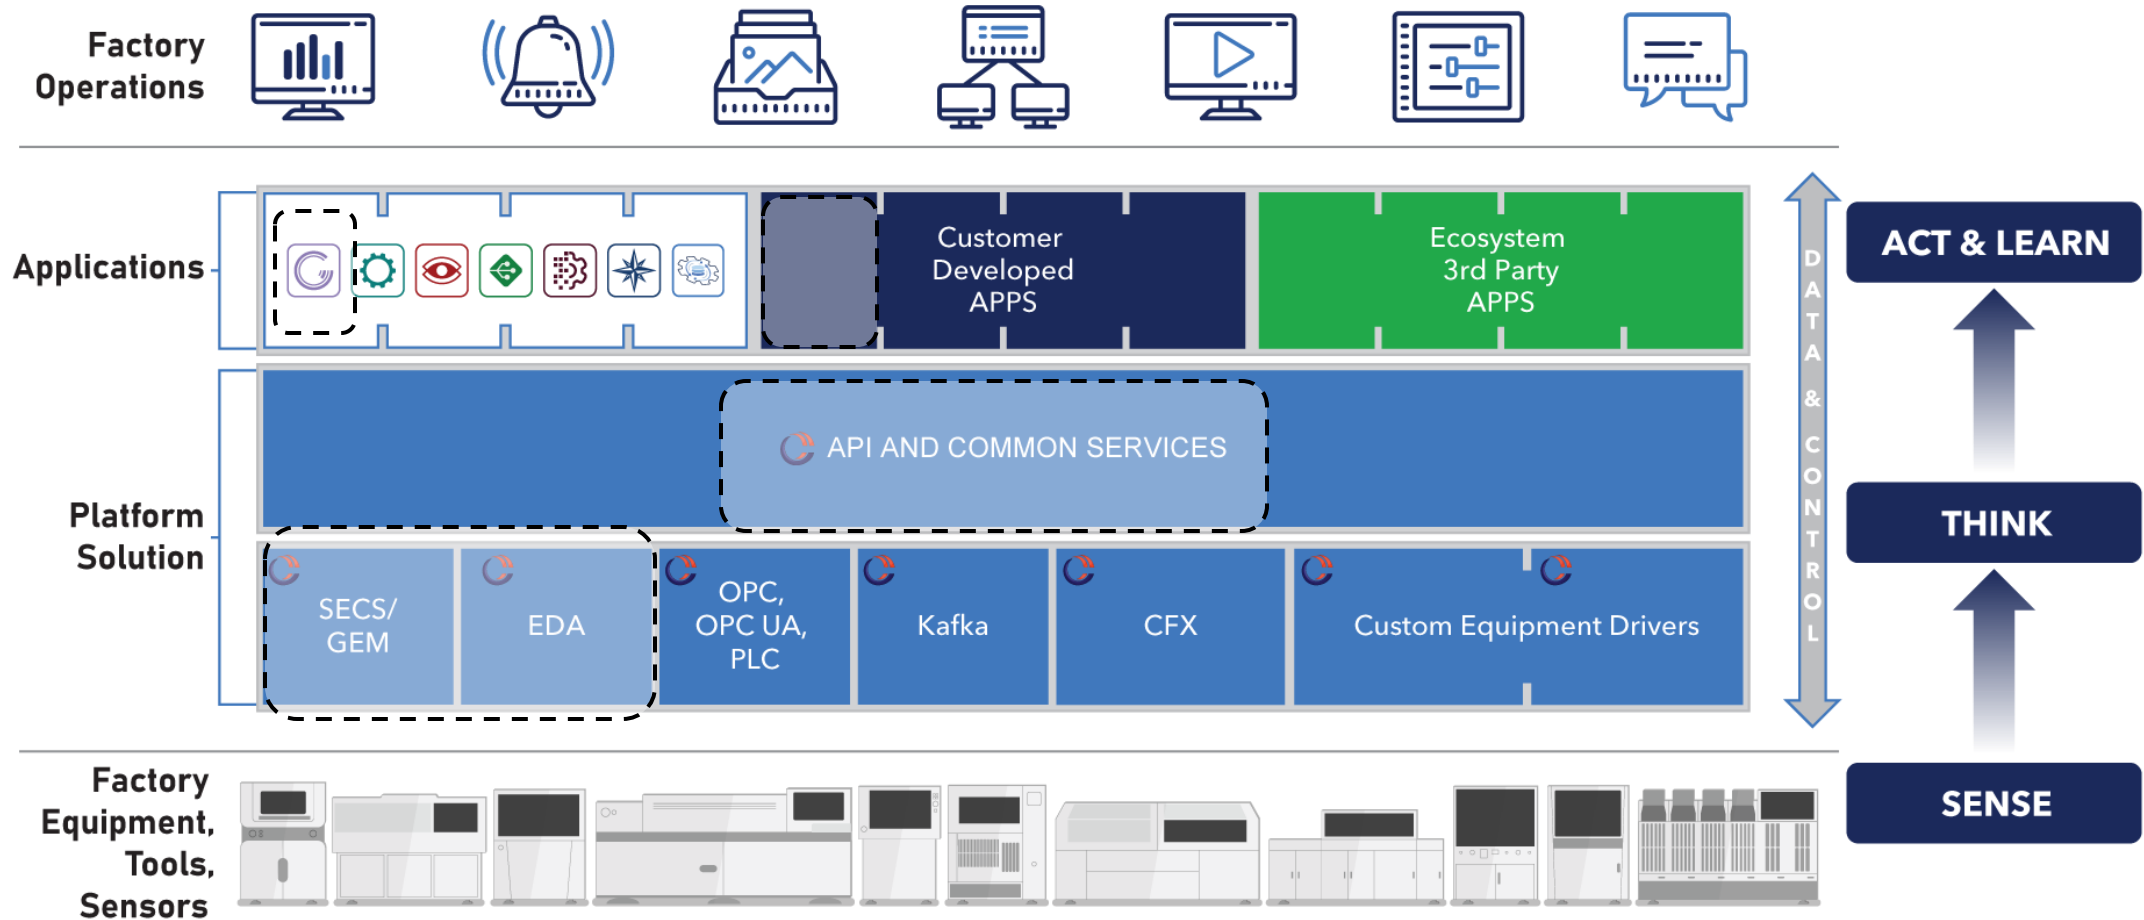 Factory
Operations
Applications
Customer
Developed
APPS
Ecosystem
3rd Party
APPS
DATA & CONTROL
ACT & LEARN
API AND COMMON SERVICES
Platform
Solution
THINK
SECS/
GEM
EDA
OPC,
OPC UA,
PLC
Kafka
CFX
Custom Equipment Drivers
Factory
Equipment,
Tools,
Sensors
SENSE